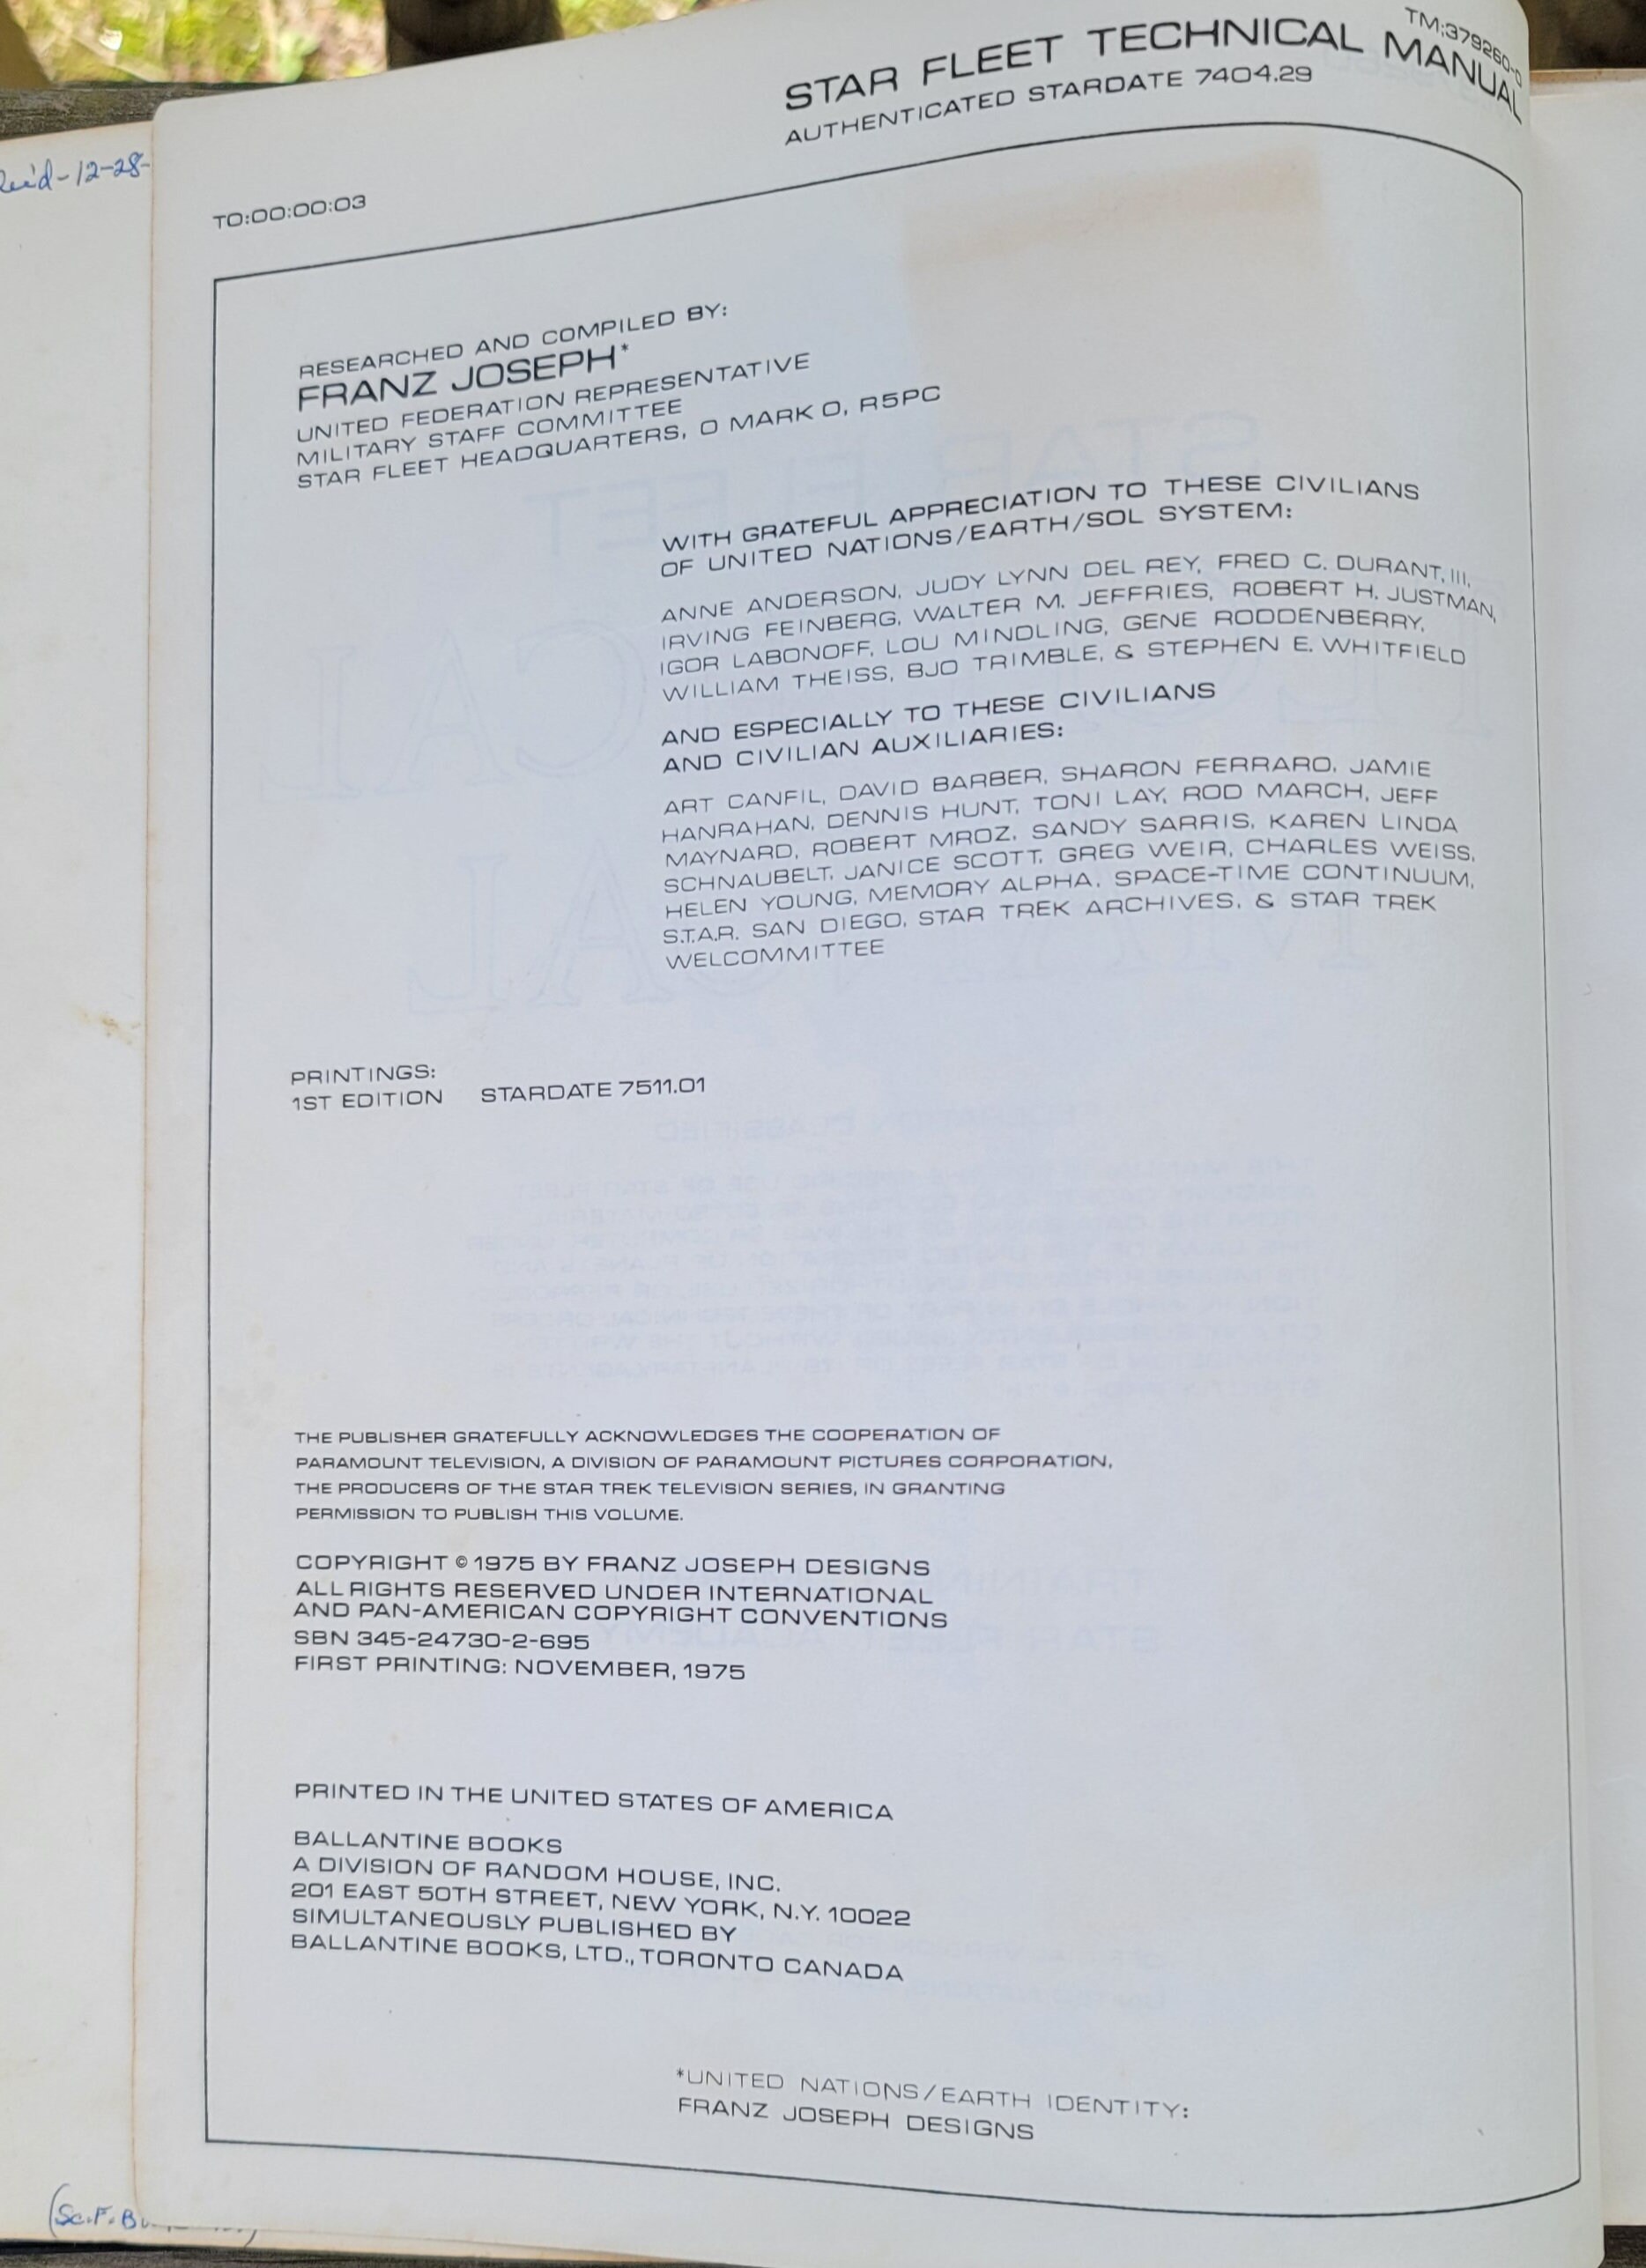 TM:379260-0
STAR FLEET TECHNICAL MANUAL
AUTHENTICATED STARDATE 7404.29
Rec'd-12-28-
TO:00:00:03
RESEARCHED AND COMPILED BY:
FRANZ JOSEPH*
UNITED FEDERATION REPRESENTATIVE
MILITARY STAFF COMMITTEE
STAR FLEET HEADQUARTERS, 0 MARK 0, R5PC
WITH GRATEFUL APPRECIATION TO THESE CIVILIANS
OF UNITED NATIONS/EARTH/SOL SYSTEM:
ANNE ANDERSON, JUDY LYNN DEL REY, FRED C. DURANT, III,
IRVING FEINBERG, WALTER M. JEFFRIES, ROBERT H. JUSTMAN,
IGOR LABONOFF, LOU MINDLING, GENE RODDENBERRY,
WILLIAM THEISS, BJO TRIMBLE, & STEPHEN E. WHITFIELD
AND ESPECIALLY TO THESE CIVILIANS
AND CIVILIAN AUXILIARIES:
ART CANFIL, DAVID BARBER, SHARON FERRARO, JAMIE
HANRAHAN, DENNIS HUNT, TONI LAY, ROD MARCH, JEFF
MAYNARD, ROBERT MROZ, SANDY SARRIS, KAREN LINDA
SCHNAUBELT, JANICE SCOTT, GREG WEIR, CHARLES WEISS,
HELEN YOUNG, MEMORY ALPHA, SPACE-TIME CONTINUUM,
S.T.A.R. SAN DIEGO, STAR TREK ARCHIVES, & STAR TREK
WELCOMMITTEE
PRINTINGS:
1ST EDITION STARDATE 7511.01
THE PUBLISHER GRATEFULLY ACKNOWLEDGES THE COOPERATION OF
PARAMOUNT TELEVISION, A DIVISION OF PARAMOUNT PICTURES CORPORATION,
THE PRODUCERS OF THE STAR TREK TELEVISION SERIES, IN GRANTING
PERMISSION TO PUBLISH THIS VOLUME.
COPYRIGHT © 1975 BY FRANZ JOSEPH DESIGNS
ALL RIGHTS RESERVED UNDER INTERNATIONAL
AND PAN-AMERICAN COPYRIGHT CONVENTIONS
SBN 345-24730-2-695
FIRST PRINTING: NOVEMBER, 1975
PRINTED IN THE UNITED STATES OF AMERICA
BALLANTINE BOOKS
A DIVISION OF RANDOM HOUSE, INC.
201 EAST 50TH STREET, NEW YORK, N.Y. 10022
SIMULTANEOUSLY PUBLISHED BY
BALLANTINE BOOKS, LTD., TORONTO CANADA
*UNITED NATIONS/EARTH IDENTITY:
FRANZ JOSEPH DESIGNS
(Sc.F.